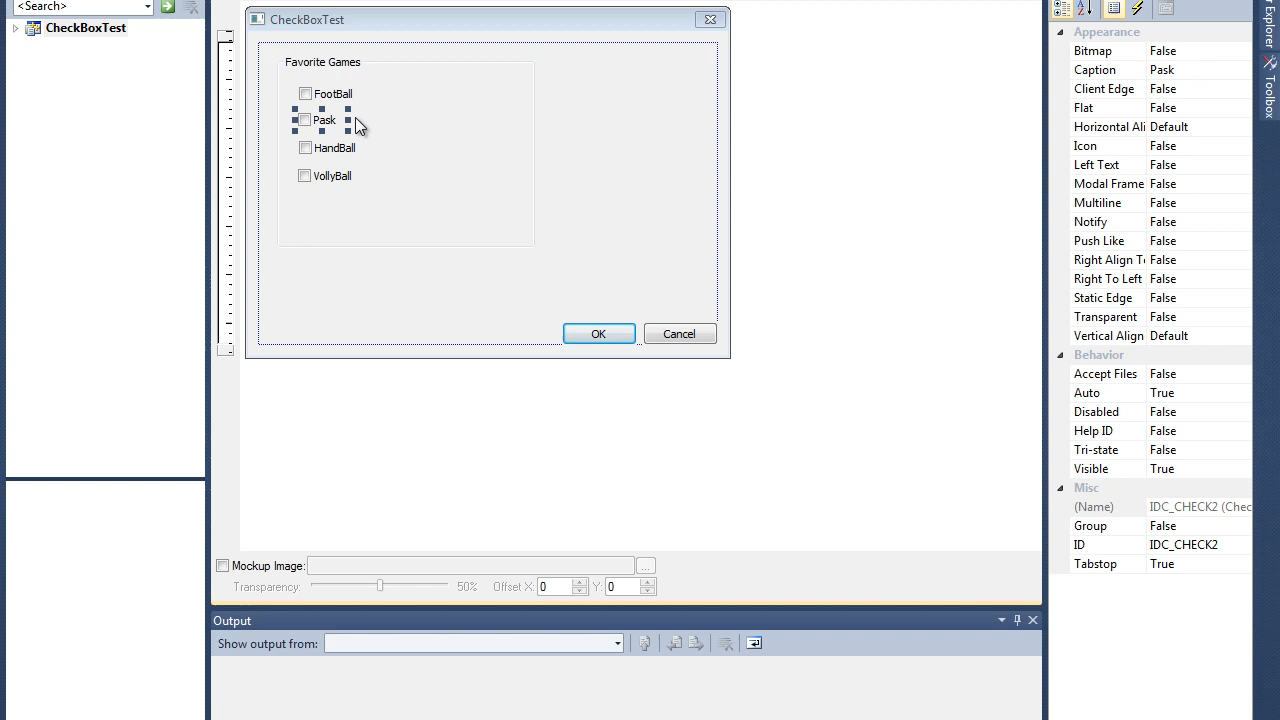 <Search>
CheckBoxTest
CheckBoxTest
Favorite Games
FootBall
Pask
HandBall
VollyBall
OK
Cancel
Mockup Image:
...
Transparency:
50%
Offset X:
0
Y:
0
Output
Show output from:
Appearance
Bitmap False
Caption Pask
Client Edge False
Flat False
Horizontal Ali Default
Icon False
Left Text False
Modal Frame False
Multiline False
Notify False
Push Like False
Right Align T False
Right To Left False
Static Edge False
Transparent False
Vertical Align Default
Behavior
Accept Files False
Auto True
Disabled False
Help ID False
Tri-state False
Visible True
Misc
(Name) IDC_CHECK2 (Chec
Group False
ID IDC_CHECK2
Tabstop True
r Explorer
Toolbox